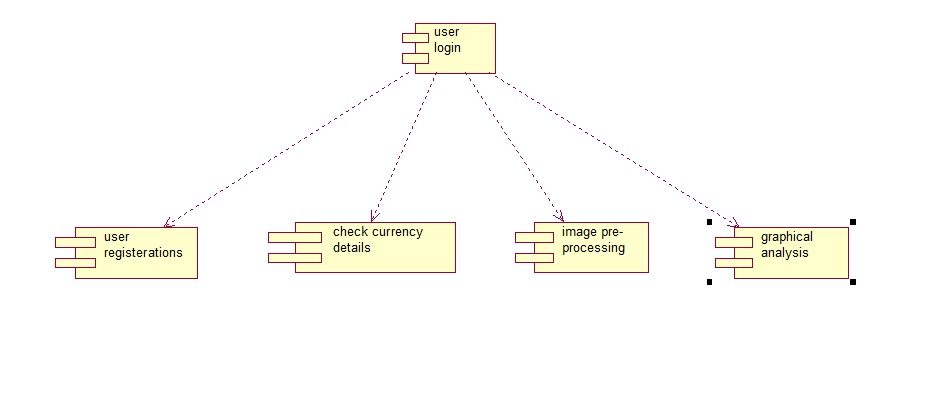 user
login
user
registerations
check currency
details
image pre-
processing
graphical
analysis